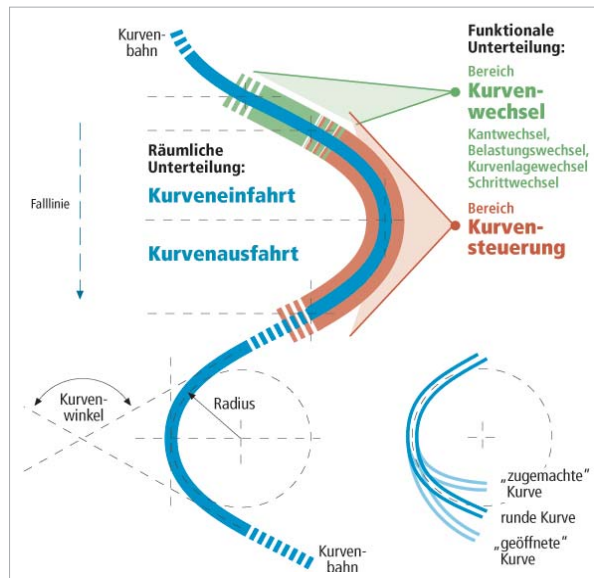 Kurven-
bahn
Funktionale
Unterteilung:
Bereich
Kurven-
wechsel
Kantwechsel,
Belastungswechsel,
Kurvenlagewechsel
Schrittwechsel
Räumliche
Unterteilung:
Kurveneinfahrt
Falllinie
Bereich
Kurven-
steuerung
Kurvenausfahrt
Kurven-
winkel
Radius
„zugemachte“
Kurve
runde Kurve
„geöffnete“
Kurve
Kurven-
bahn